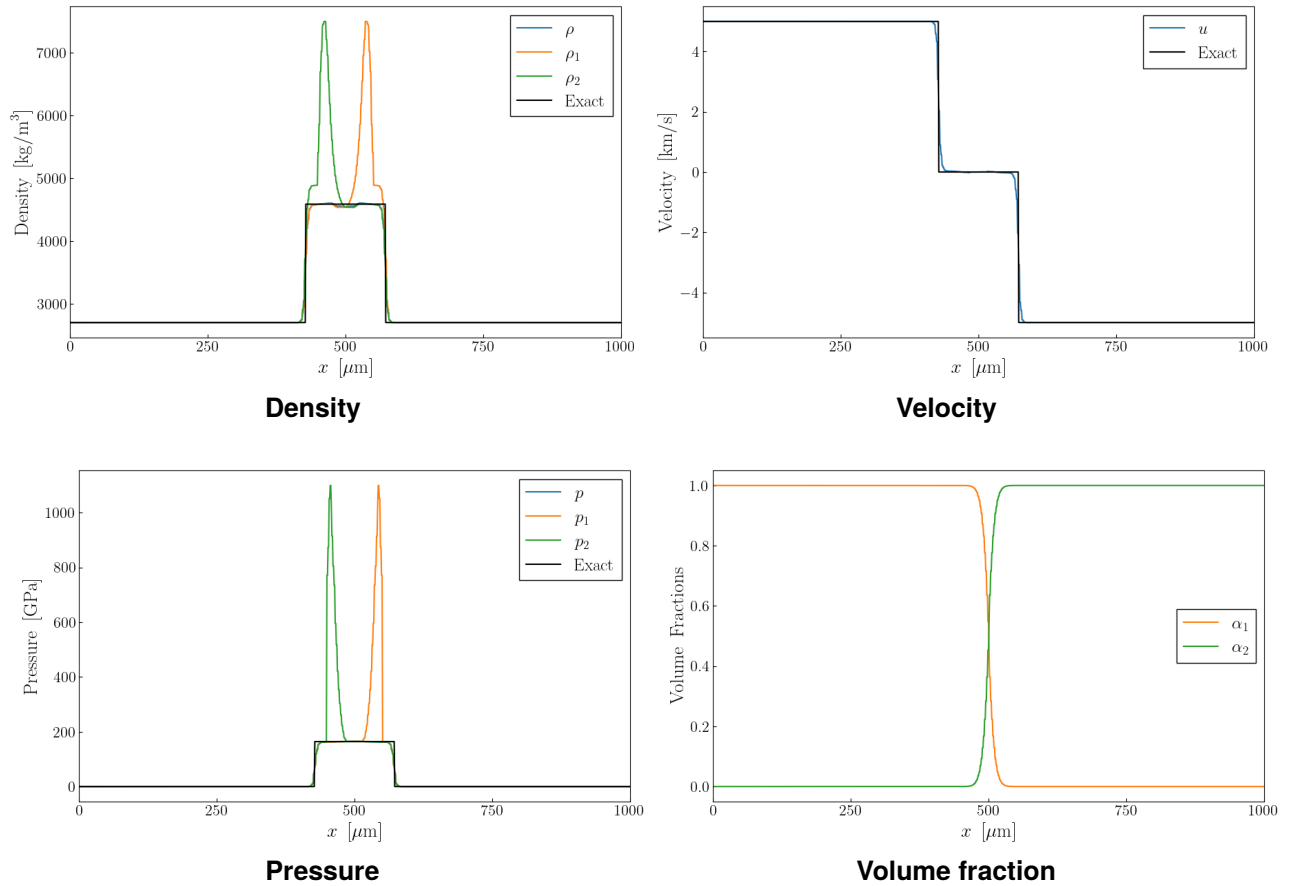 7000
6000
5000
4000
3000
Density [kg/m³]
ρ
ρ₁
ρ₂
Exact
0 250 500 750 1000
x [μm]
Density
4
2
0
−2
−4
Velocity [km/s]
u
Exact
0 250 500 750 1000
x [μm]
Velocity
1000
800
600
400
200
0
Pressure [GPa]
p
p₁
p₂
Exact
0 250 500 750 1000
x [μm]
Pressure
1.0
0.8
0.6
0.4
0.2
0.0
Volume Fractions
α₁
α₂
0 250 500 750 1000
x [μm]
Volume fraction